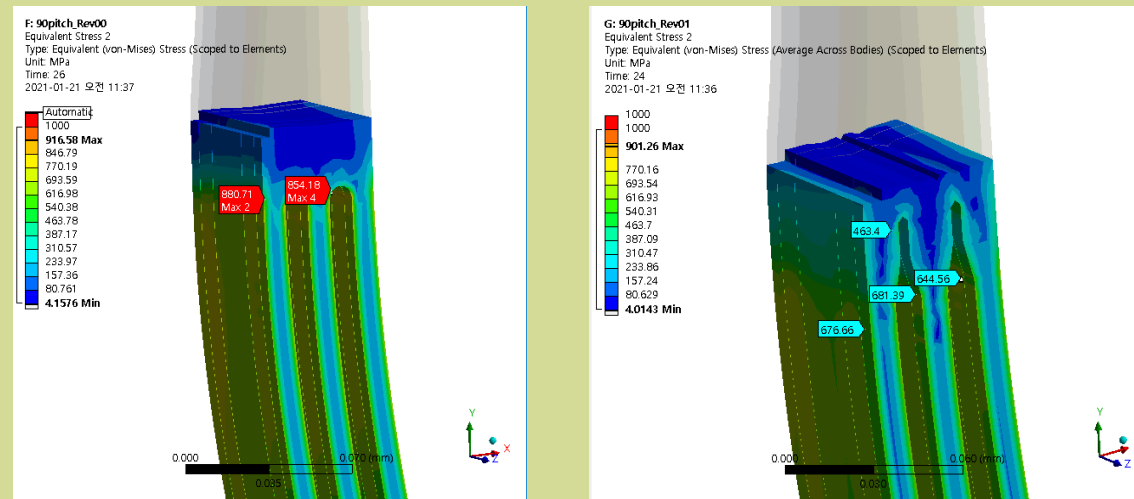 F: 90pitch_Rev00
Equivalent Stress 2
Type: Equivalent (von-Mises) Stress (Scoped to Elements)
Unit: MPa
Time: 26
2021-01-21 오전 11:37
Automatic
1000
916.58 Max
846.79
770.19
693.59
616.98
540.38
463.78
387.17
310.57
233.97
157.36
80.761
4.1576 Min
880.71
Max 2
854.18
Max 4
0.000
0.070 (mm)
0.035
Y
X
Z
G: 90pitch_Rev01
Equivalent Stress 2
Type: Equivalent (von-Mises) Stress (Average Across Bodies) (Scoped to Elements)
Unit: MPa
Time: 24
2021-01-21 오전 11:36
1000
1000
901.26 Max
770.16
693.54
616.93
540.31
463.7
387.09
310.47
233.86
157.24
80.629
4.0143 Min
463.4
644.56
681.39
676.66
0.000
0.060 (mm)
0.030
Y
X
Z